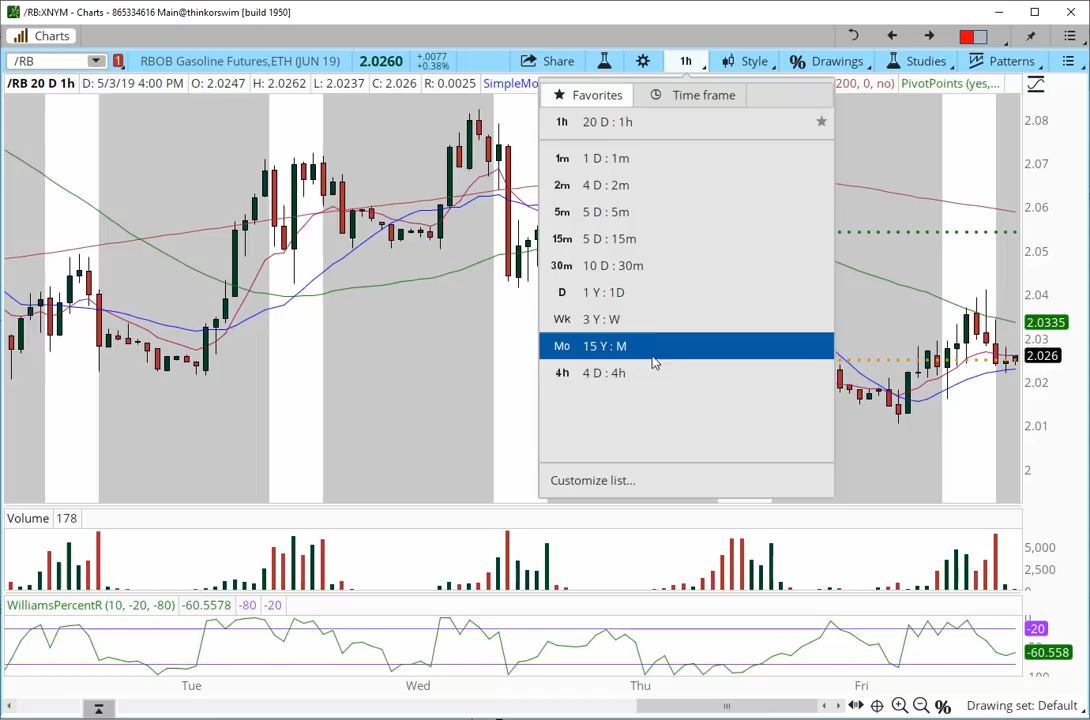 /RB:XNYM - Charts - 865334616 Main@thinkorswim [build 1950]
Charts
/RB 1 RBOB Gasoline Futures,ETH (JUN 19) 2.0260 +.0077 +0.38% Share 1h Style % Drawings Studies Patterns
/RB 20 D 1h D: 5/3/19 4:00 PM O: 2.0247 H: 2.0262 L: 2.026 C: 2.026 R: 0.0025 SimpleMo 200, 0, no) PivotPoints (yes,...
Favorites Time frame
1h 20 D : 1h
1m 1 D : 1m
2m 4 D : 2m
5m 5 D : 5m
15m 5 D : 15m
30m 10 D : 30m
D 1 Y : 1D
Wk 3 Y : W
Mo 15 Y : M
4h 4 D : 4h
Customize list...
2.08
2.07
2.06
2.05
2.04
2.0335
2.03
2.026
2.02
2.01
2
Volume 178
5,000
2,500
WilliamsPercentR (10, -20, -80) -60.5578 -80 -20
-20
-60.558
-100
Tue Wed Thu Fri
% Drawing set: Default